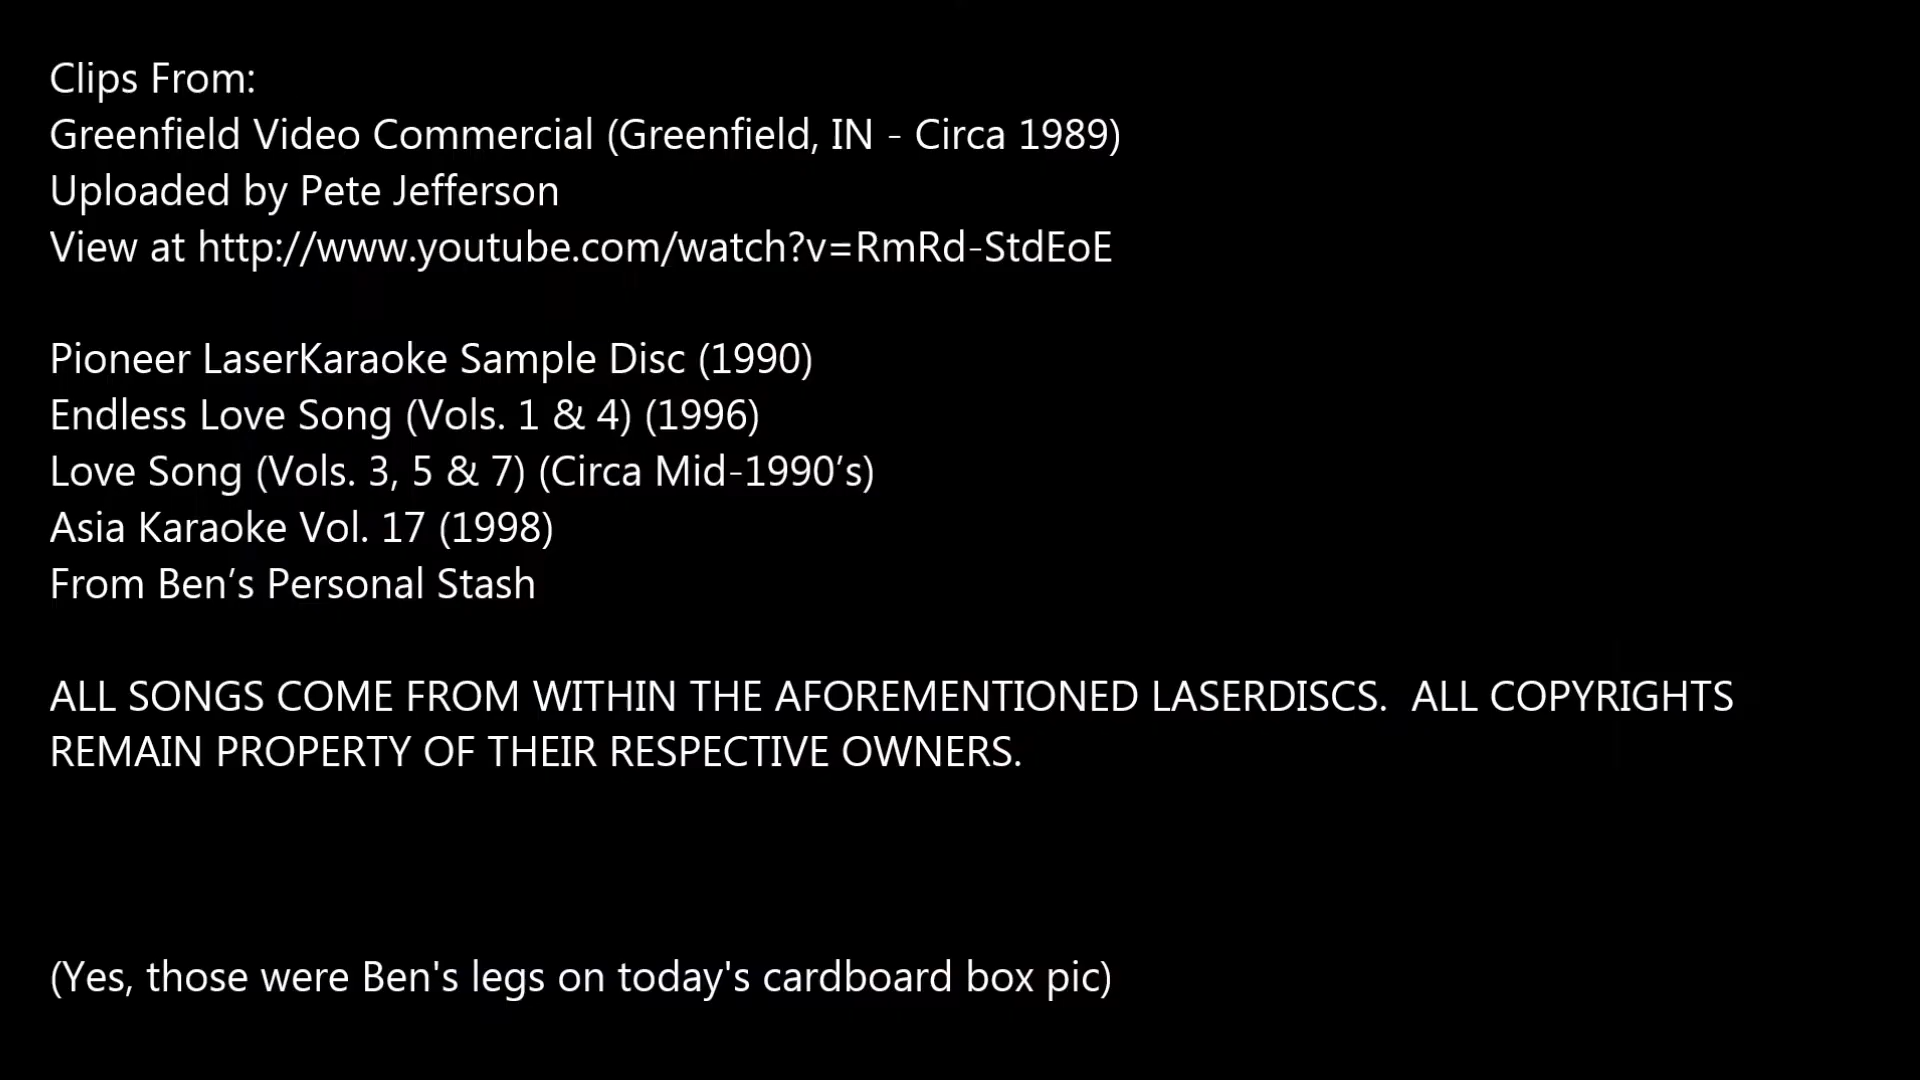 Clips From:
Greenfield Video Commercial (Greenfield, IN - Circa 1989)
Uploaded by Pete Jefferson
View at http://www.youtube.com/watch?v=RmRd-StdEoE
Pioneer LaserKaraoke Sample Disc (1990)
Endless Love Song (Vols. 1 & 4) (1996)
Love Song (Vols. 3, 5 & 7) (Circa Mid-1990’s)
Asia Karaoke Vol. 17 (1998)
From Ben’s Personal Stash
ALL SONGS COME FROM WITHIN THE AFOREMENTIONED LASERDISCS.  ALL COPYRIGHTS
REMAIN PROPERTY OF THEIR RESPECTIVE OWNERS.
(Yes, those were Ben's legs on today's cardboard box pic)